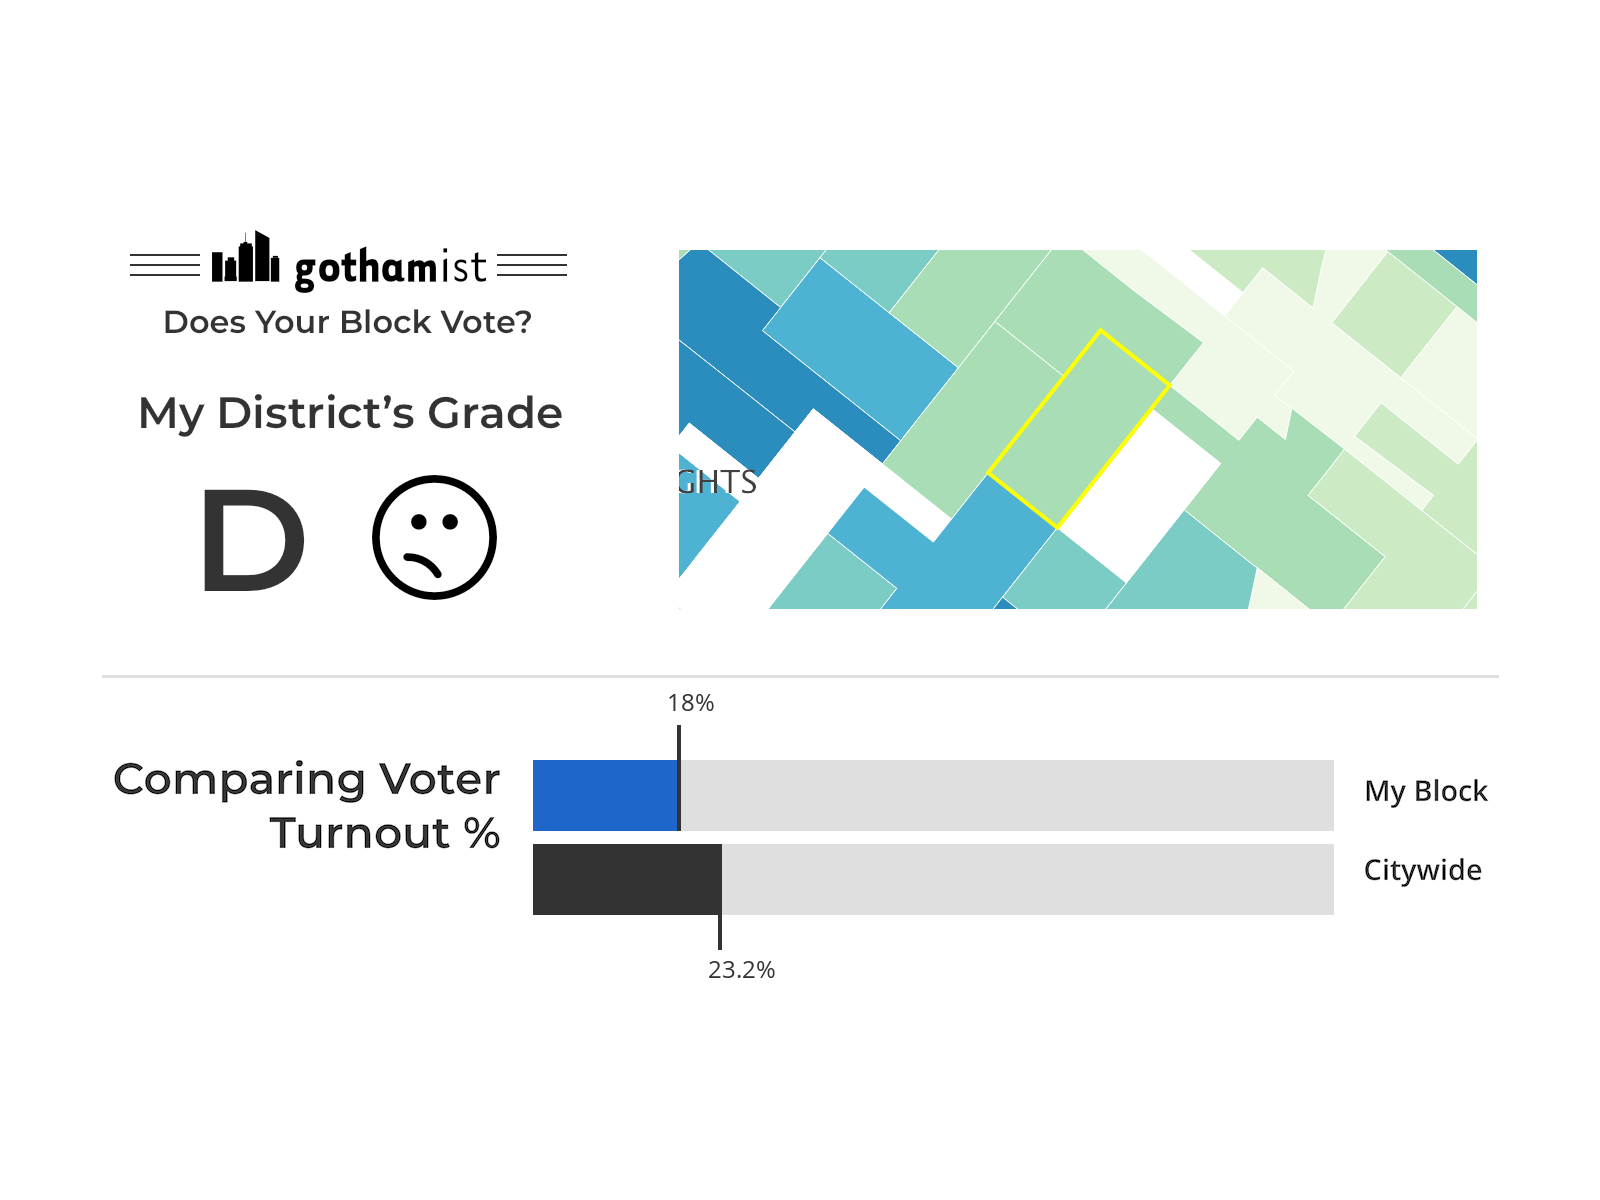 gothamist
Does Your Block Vote?
My District’s Grade
D
GHTS
18%
Comparing Voter
Turnout %
My Block
Citywide
23.2%